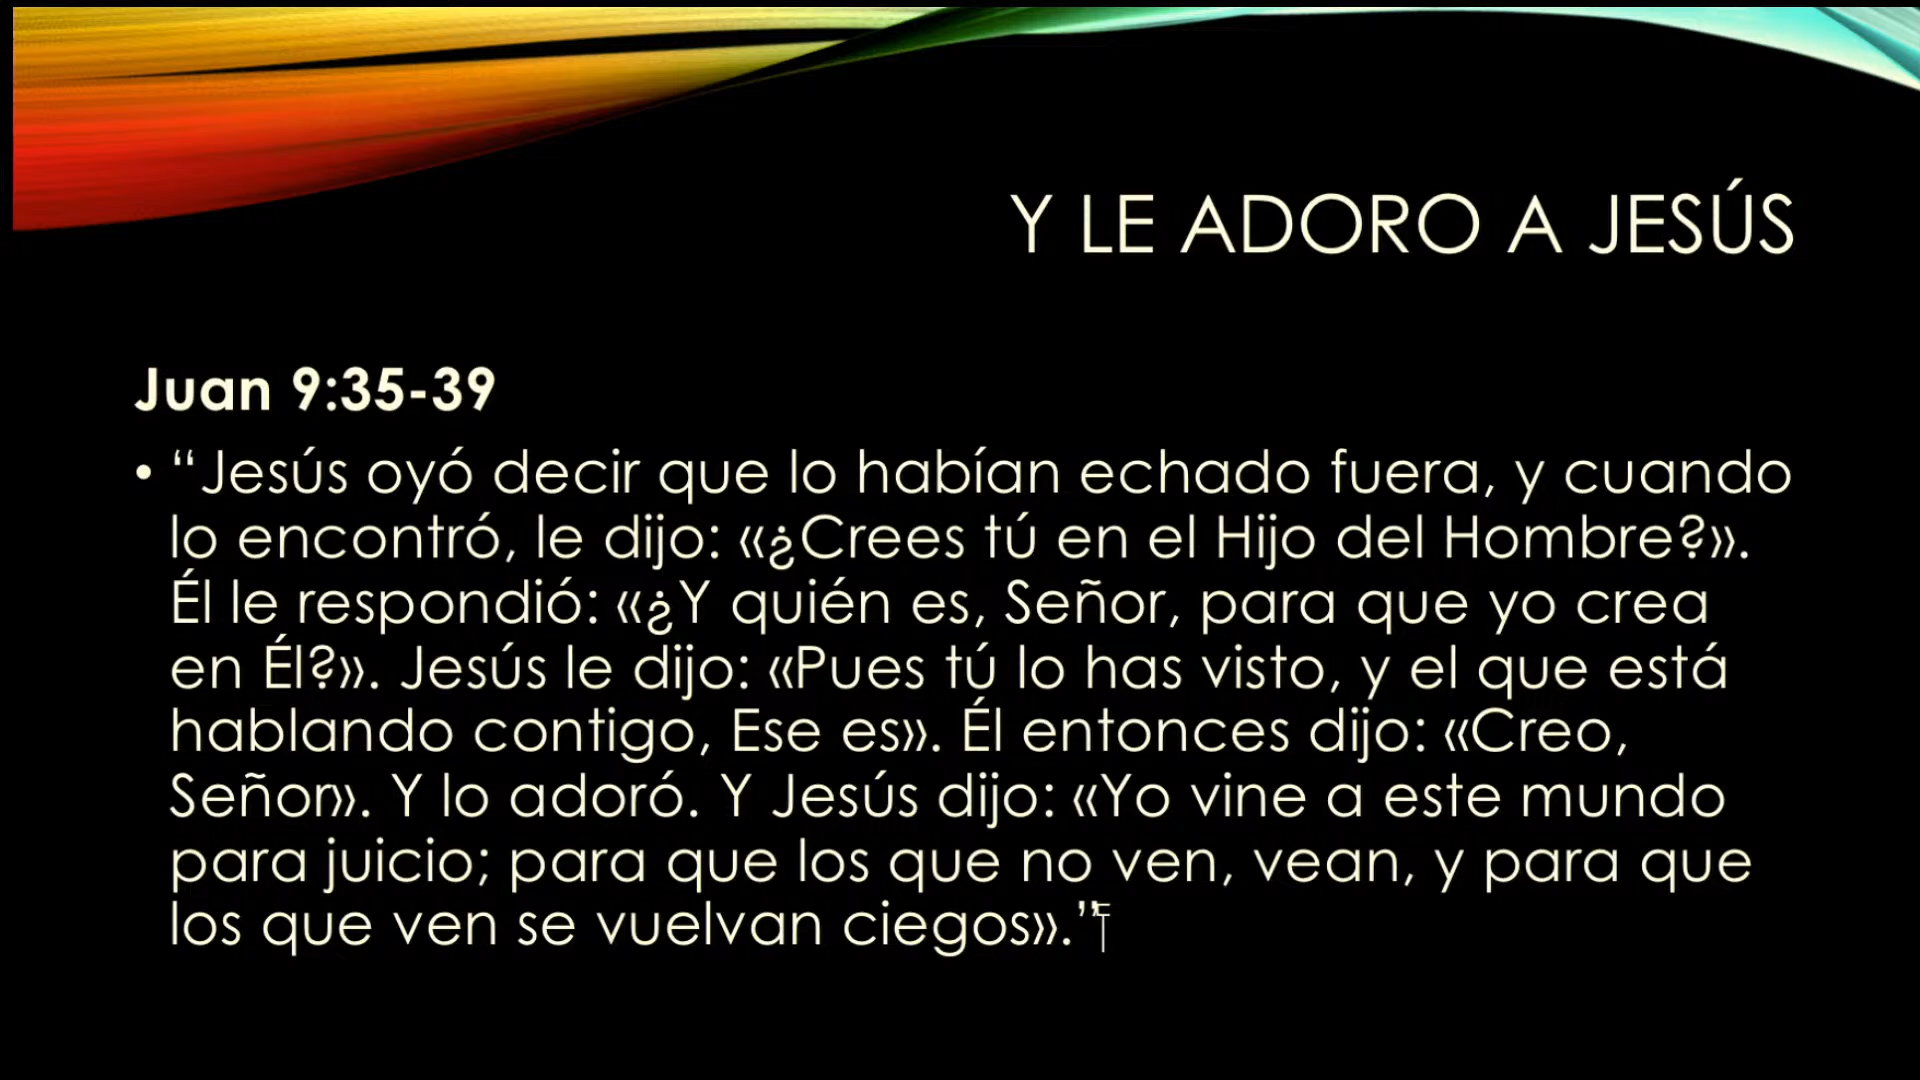 Y LE ADORO A JESÚS
Juan 9:35-39
• “Jesús oyó decir que lo habían echado fuera, y cuando
lo encontró, le dijo: «¿Crees tú en el Hijo del Hombre?».
Él le respondió: «¿Y quién es, Señor, para que yo crea
en Él?». Jesús le dijo: «Pues tú lo has visto, y el que está
hablando contigo, Ese es». Él entonces dijo: «Creo,
Señor». Y lo adoró. Y Jesús dijo: «Yo vine a este mundo
para juicio; para que los que no ven, vean, y para que
los que ven se vuelvan ciegos».”